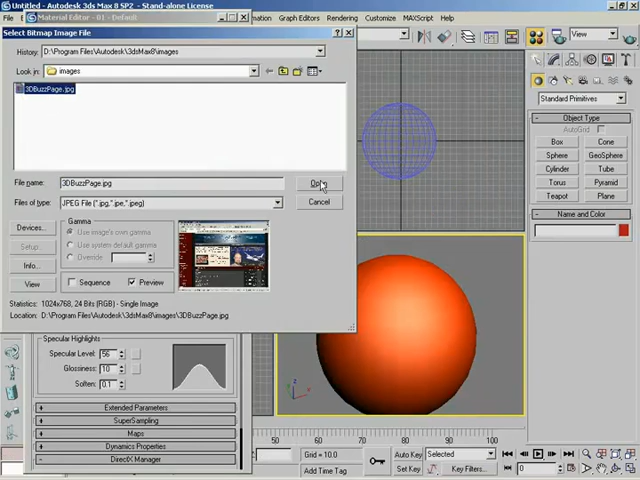 Untitled - Autodesk 3ds Max 8 SP2 - Stand-alone License
Material Editor - 01 - Default
Graph Editors Rendering Customize MAXScript Help
Select Bitmap Image File
History: D:\Program Files\Autodesk\3dsMax8\images
View
Look in: images
3DBuzzPage.jpg
Standard Primitives
Object Type
AutoGrid
Box Cone
Sphere GeoSphere
Cylinder Tube
Torus Pyramid
Teapot Plane
File name: 3DBuzzPage.jpg Open
Files of type: JPEG File (*.jpg,*.jpe,*.jpeg) Cancel
Name and Color
Devices...
Setup...
Info...
View
Gamma
Use image's own gamma
Use system default gamma
Override
Sequence Preview
Statistics: 1024x768, 24 Bits (RGB) - Single Image
Location: D:\Program Files\Autodesk\3dsMax8\images\3DBuzzPage.jpg
Specular Highlights
Specular Level: 56
Glossiness: 10
Soften: 0.1
Extended Parameters
SuperSampling
Maps
Dynamics Properties
DirectX Manager
z
x
50 60 70 80 90 100
Grid = 10.0
Add Time Tag
Auto Key Selected
Set Key Key Filters...
0